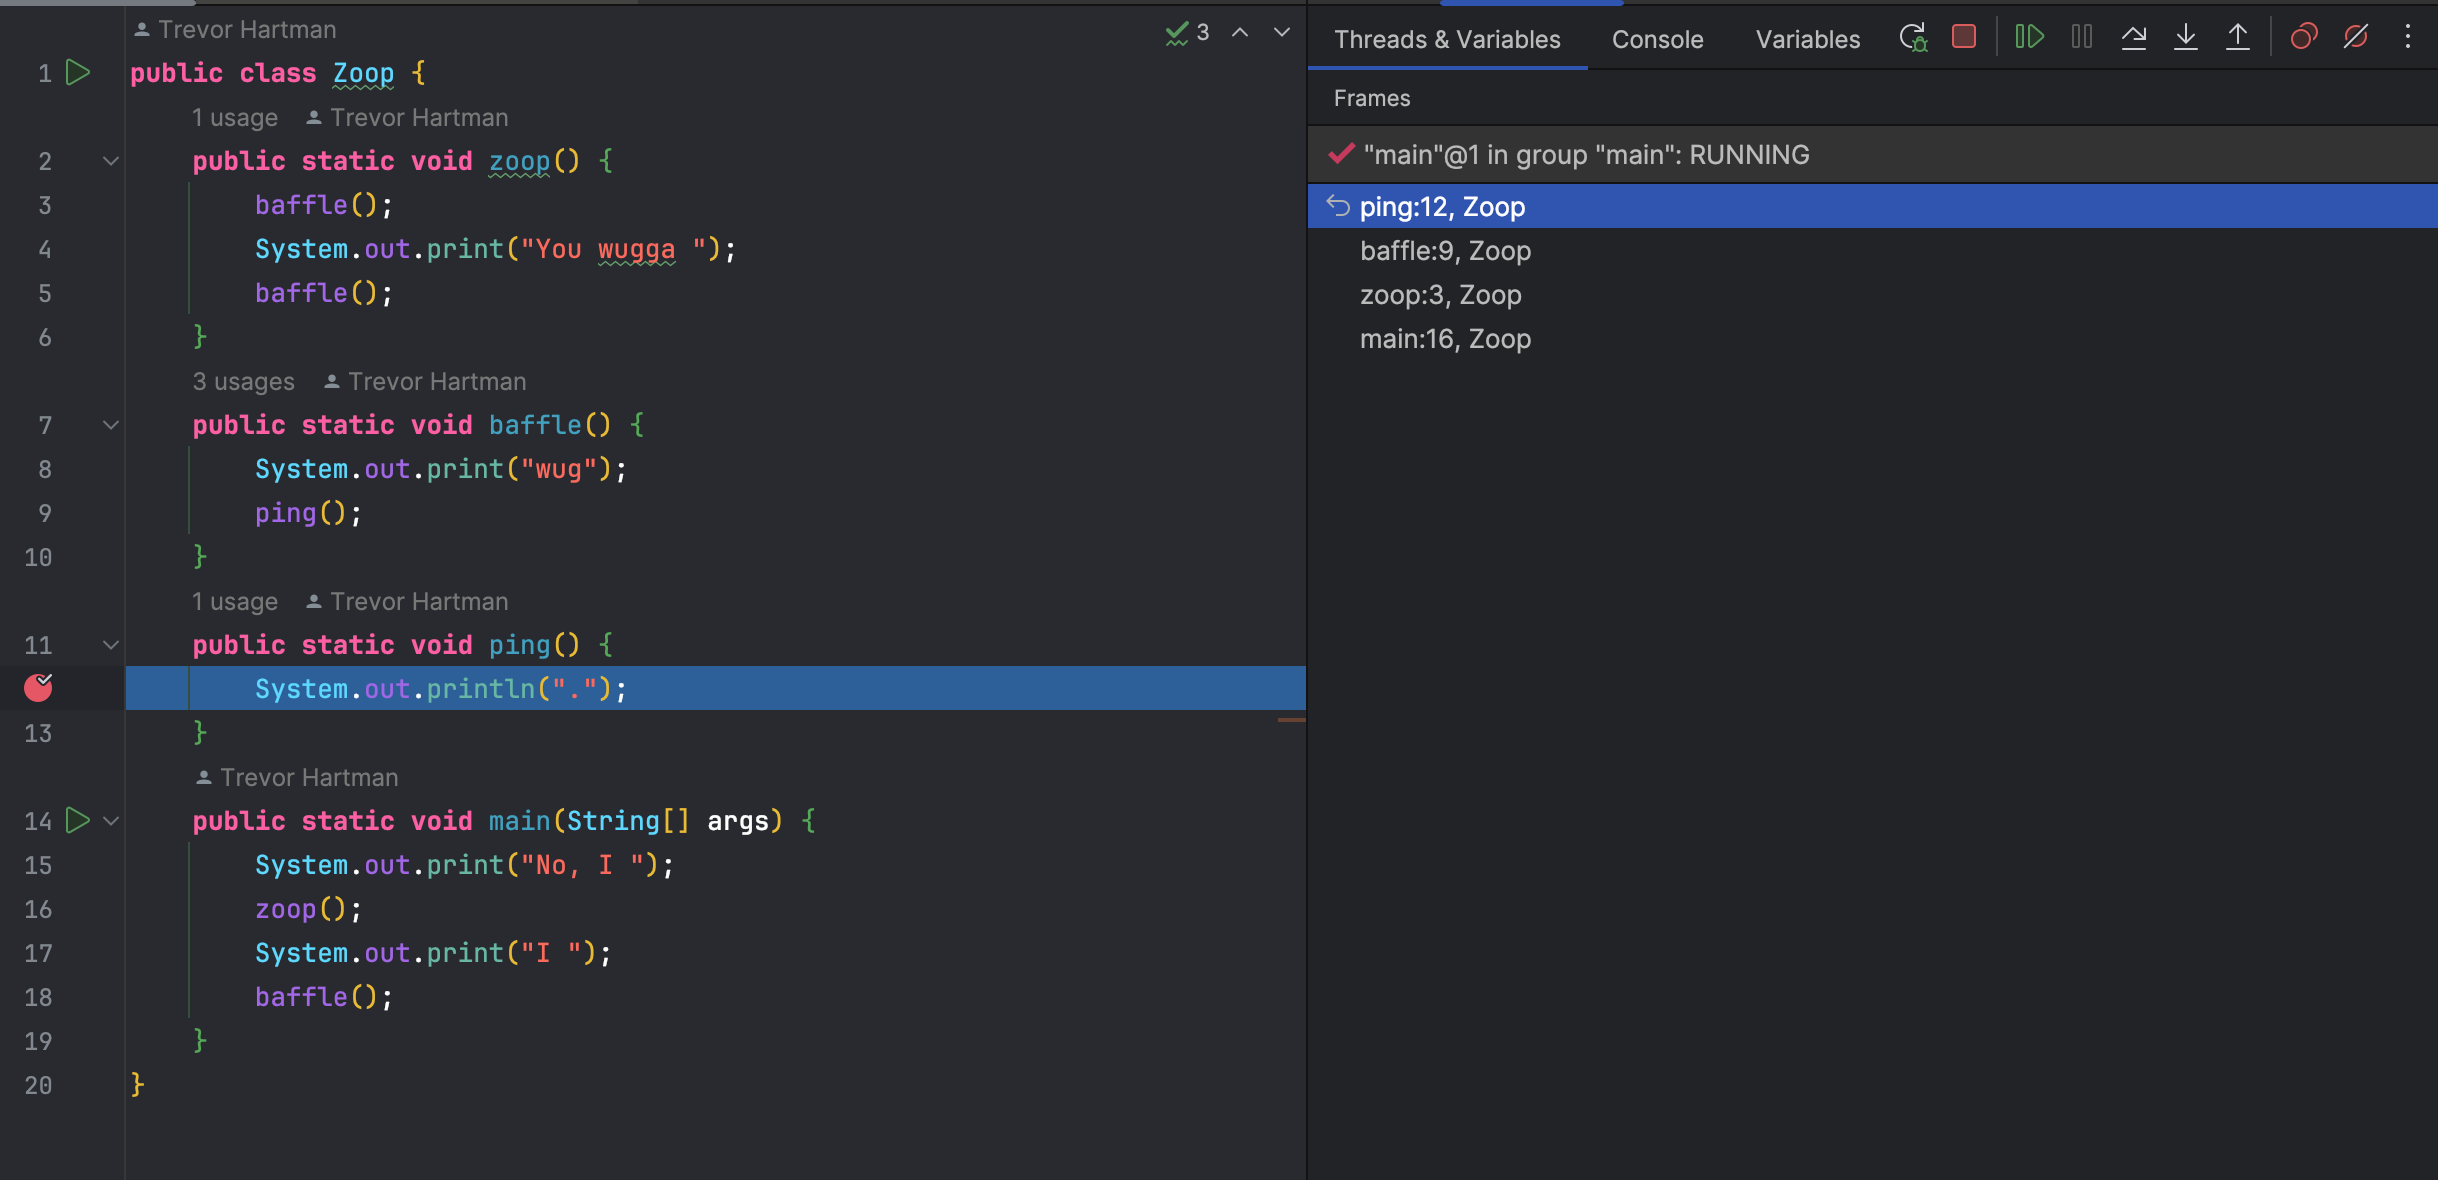 Trevor Hartman
3
1 public class Zoop {
1 usage Trevor Hartman
2 public static void zoop() {
3 baffle();
4 System.out.print("You wugga ");
5 baffle();
6 }
3 usages Trevor Hartman
7 public static void baffle() {
8 System.out.print("wug");
9 ping();
10 }
1 usage Trevor Hartman
11 public static void ping() {
System.out.println(".");
13 }
Trevor Hartman
14 public static void main(String[] args) {
15 System.out.print("No, I ");
16 zoop();
17 System.out.print("I ");
18 baffle();
19 }
20 }
Threads & Variables Console Variables
Frames
"main"@1 in group "main": RUNNING
ping:12, Zoop
baffle:9, Zoop
zoop:3, Zoop
main:16, Zoop